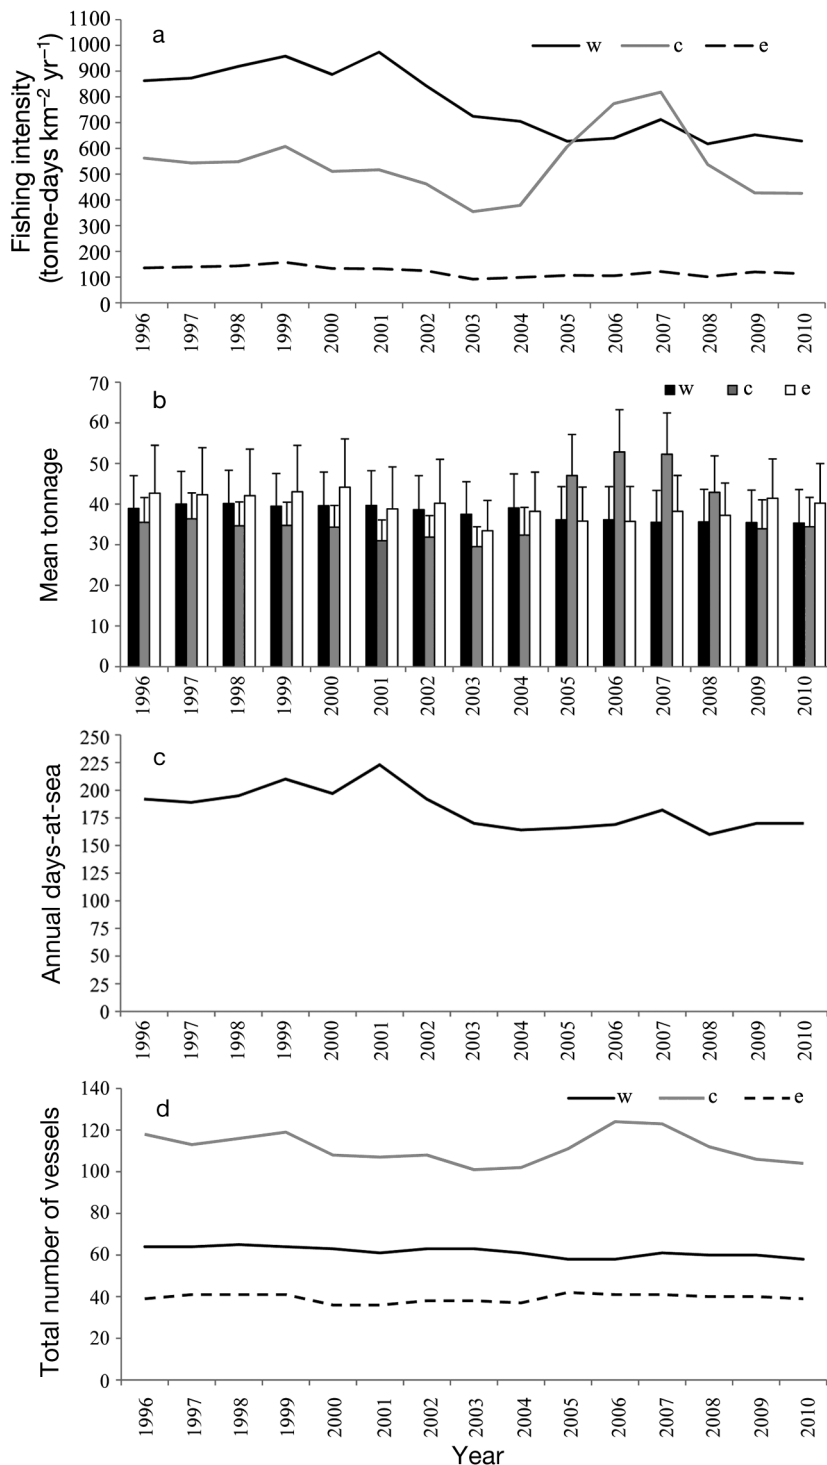 a
w c e
Fishing intensity
(tonne-days km⁻² yr⁻¹)
1100
1000
900
800
700
600
500
400
300
200
100
0
1996 1997 1998 1999 2000 2001 2002 2003 2004 2005 2006 2007 2008 2009 2010
b
w c e
Mean tonnage
70
60
50
40
30
20
10
0
1996 1997 1998 1999 2000 2001 2002 2003 2004 2005 2006 2007 2008 2009 2010
c
Annual days-at-sea
250
225
200
175
150
125
100
75
50
25
0
1996 1997 1998 1999 2000 2001 2002 2003 2004 2005 2006 2007 2008 2009 2010
d
w c e
Total number of vessels
140
120
100
80
60
40
20
0
1996 1997 1998 1999 2000 2001 2002 2003 2004 2005 2006 2007 2008 2009 2010
Year